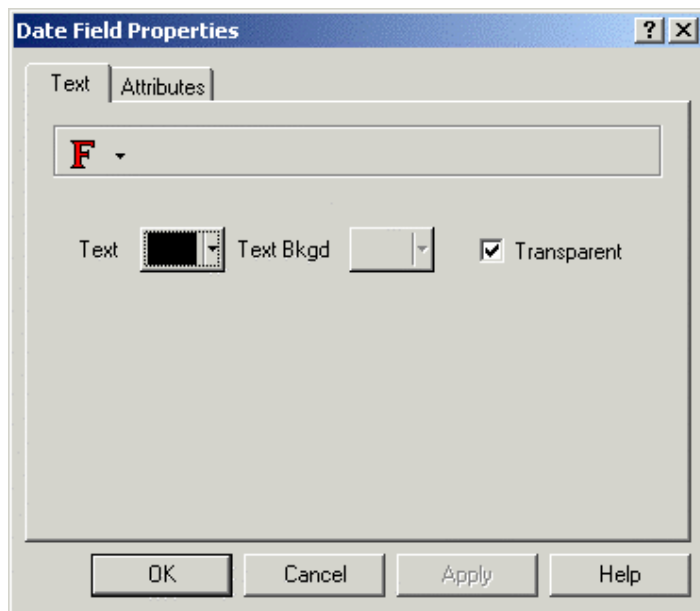 Date Field Properties
Text Attributes
F
Text Text Bkgd Transparent
OK Cancel Apply Help